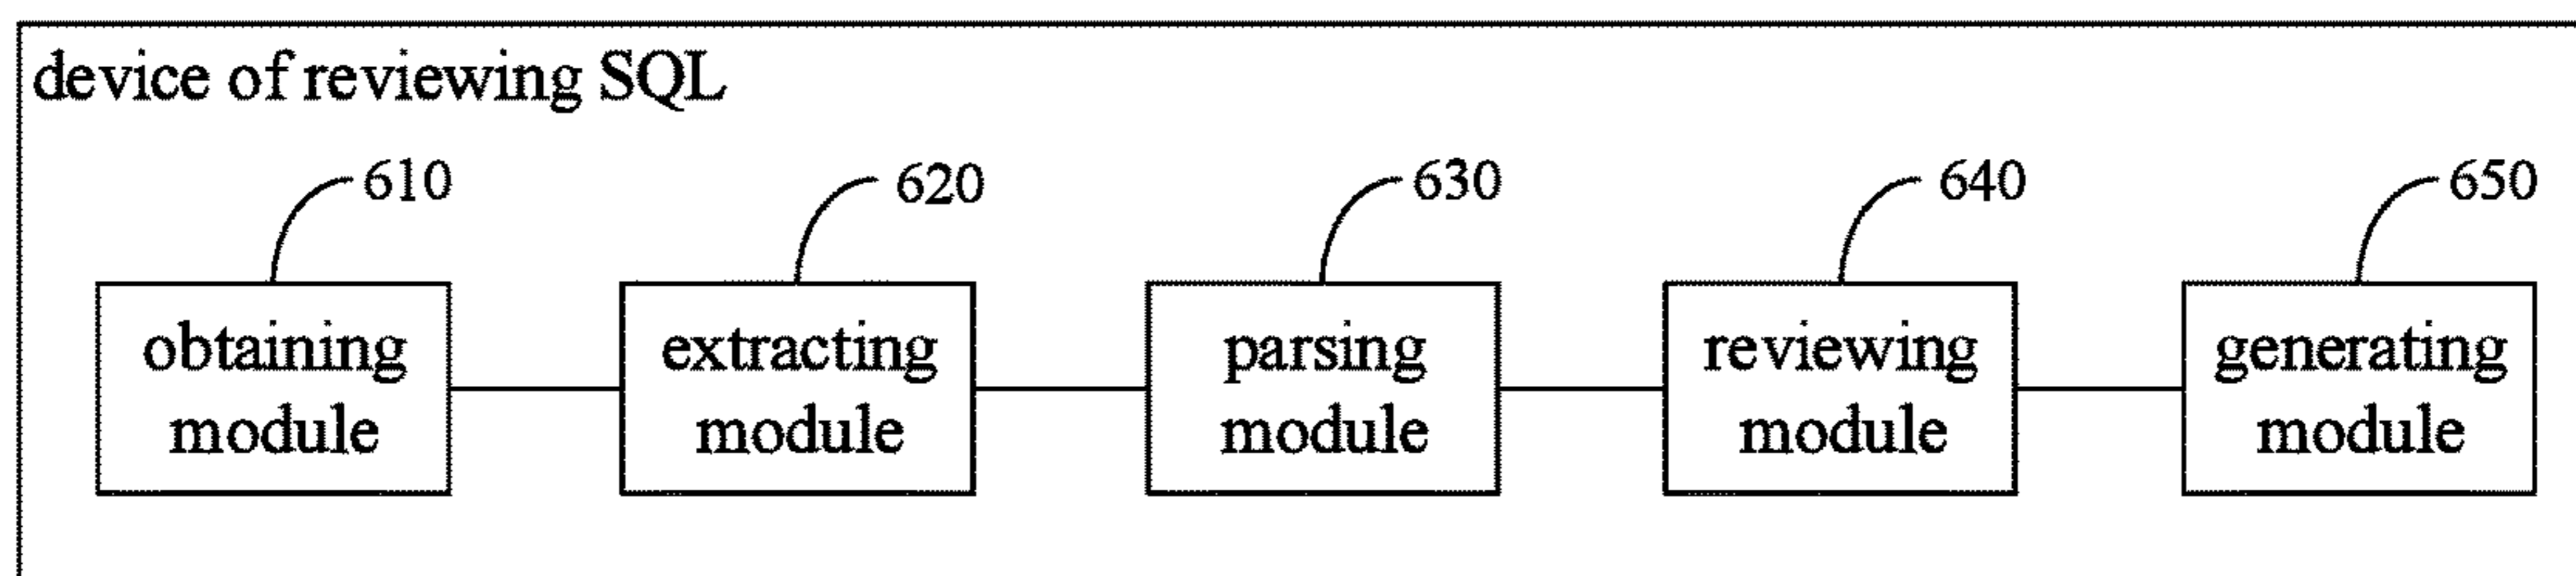 device of reviewing SQL
610
620
630
640
650
obtaining
module
extracting
module
parsing
module
reviewing
module
generating
module